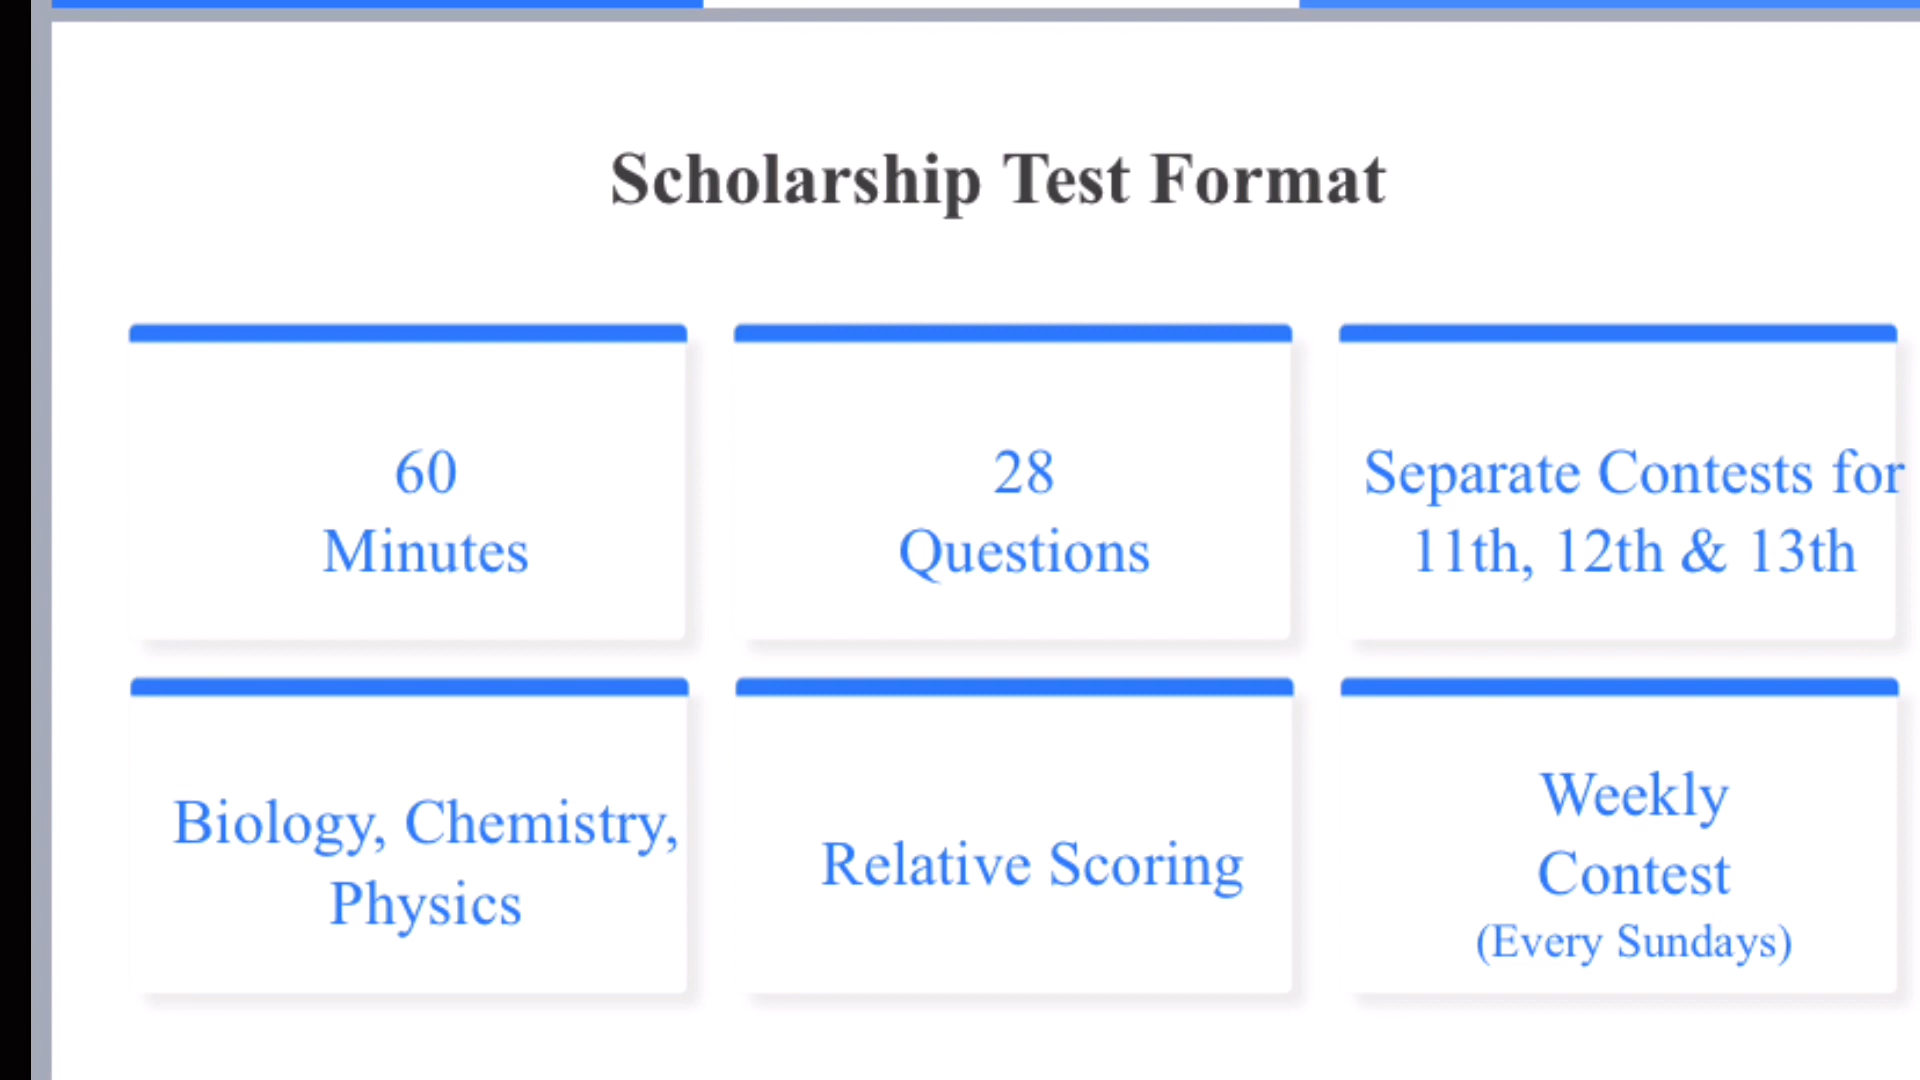 Scholarship Test Format
60
Minutes
28
Questions
Separate Contests for
11th, 12th & 13th
Biology, Chemistry,
Physics
Relative Scoring
Weekly
Contest
(Every Sundays)